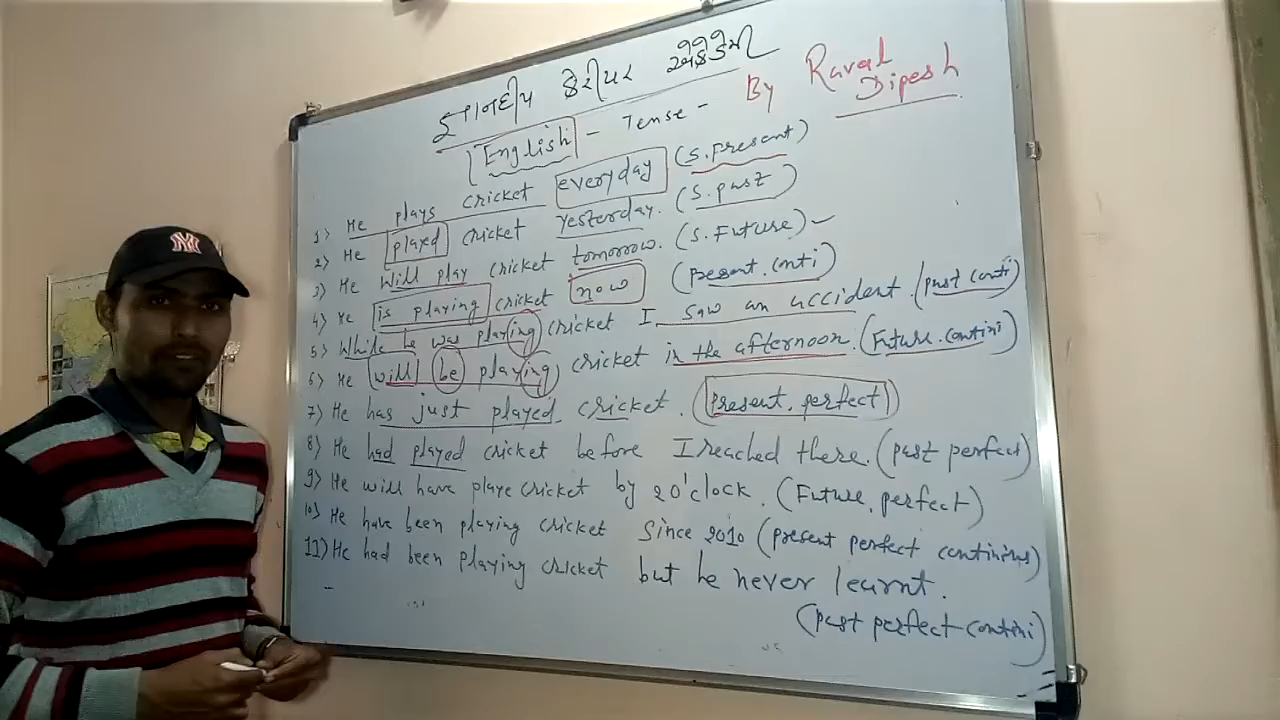 જ્ઞાનદીપ કેરીયર એકેડેમી
English - Tense - By Raval Dipesh
1) He plays cricket everyday (S. Present)
2) He played cricket yesterday. (S. past)
3) He will play cricket tomorrow. (S. Future)
4) He is playing cricket now (present. conti)
5) While he was playing cricket I saw an accident. (past conti)
6) He will be playing cricket in the afternoon. (Future. contini)
7) He has just played cricket. (Present. perfect)
8) He had played cricket before I reached there. (past perfect)
9) He will have playe cricket by 2 O'clock. (Future, perfect)
10) He have been playing cricket since 2010 (present perfect continius)
11) He had been playing cricket but he never learnt.
(past perfect contini)